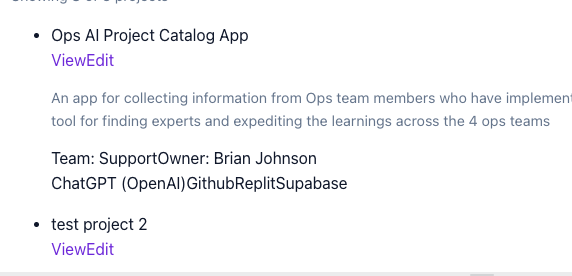 Ops AI Project Catalog App
ViewEdit
An app for collecting information from Ops team members who have implement
tool for finding experts and expediting the learnings across the 4 ops teams
Team: SupportOwner: Brian Johnson
ChatGPT (OpenAI)GithubReplitSupabase
test project 2
ViewEdit